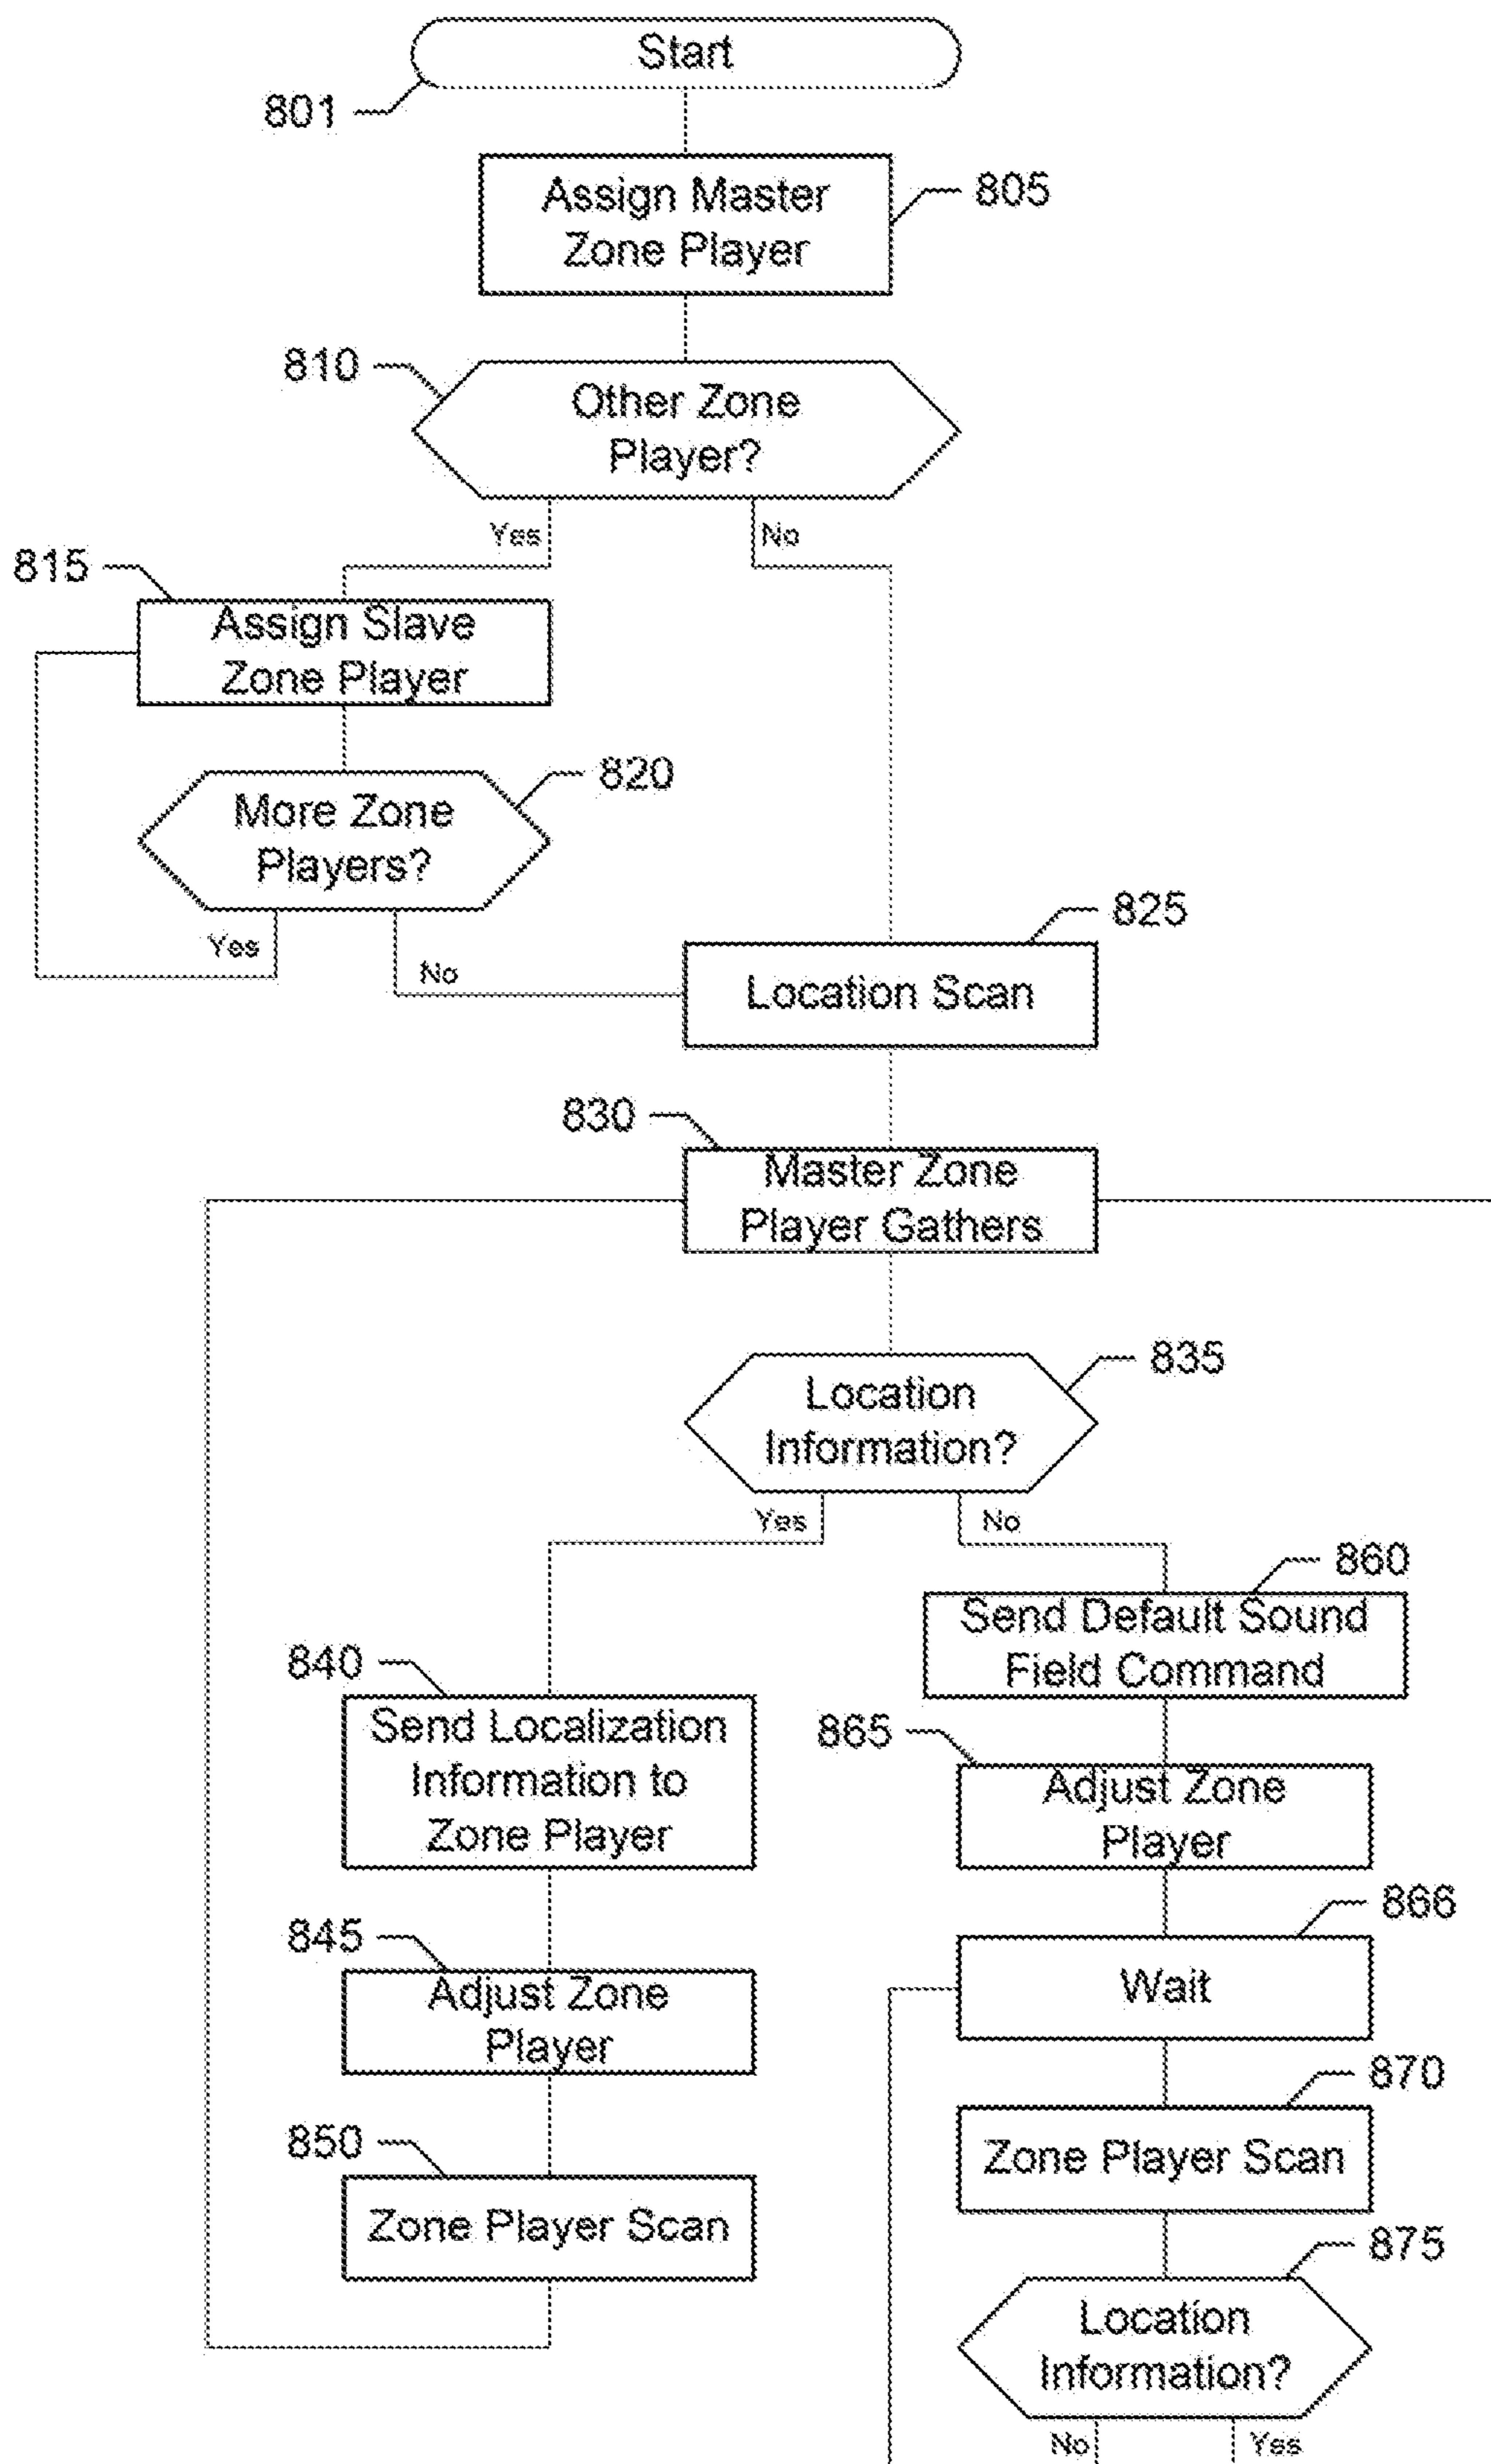 Start
801
Assign Master
Zone Player
805
810
Other Zone
Player?
Yes
No
815
Assign Slave
Zone Player
820
More Zone
Players?
Yes
No
825
Location Scan
830
Master Zone
Player Gathers
835
Location
Information?
Yes
No
860
Send Default Sound
Field Command
840
Send Localization
Information to
Zone Player
865
Adjust Zone
Player
866
Wait
845
Adjust Zone
Player
870
Zone Player Scan
850
Zone Player Scan
875
Location
Information?
No
Yes